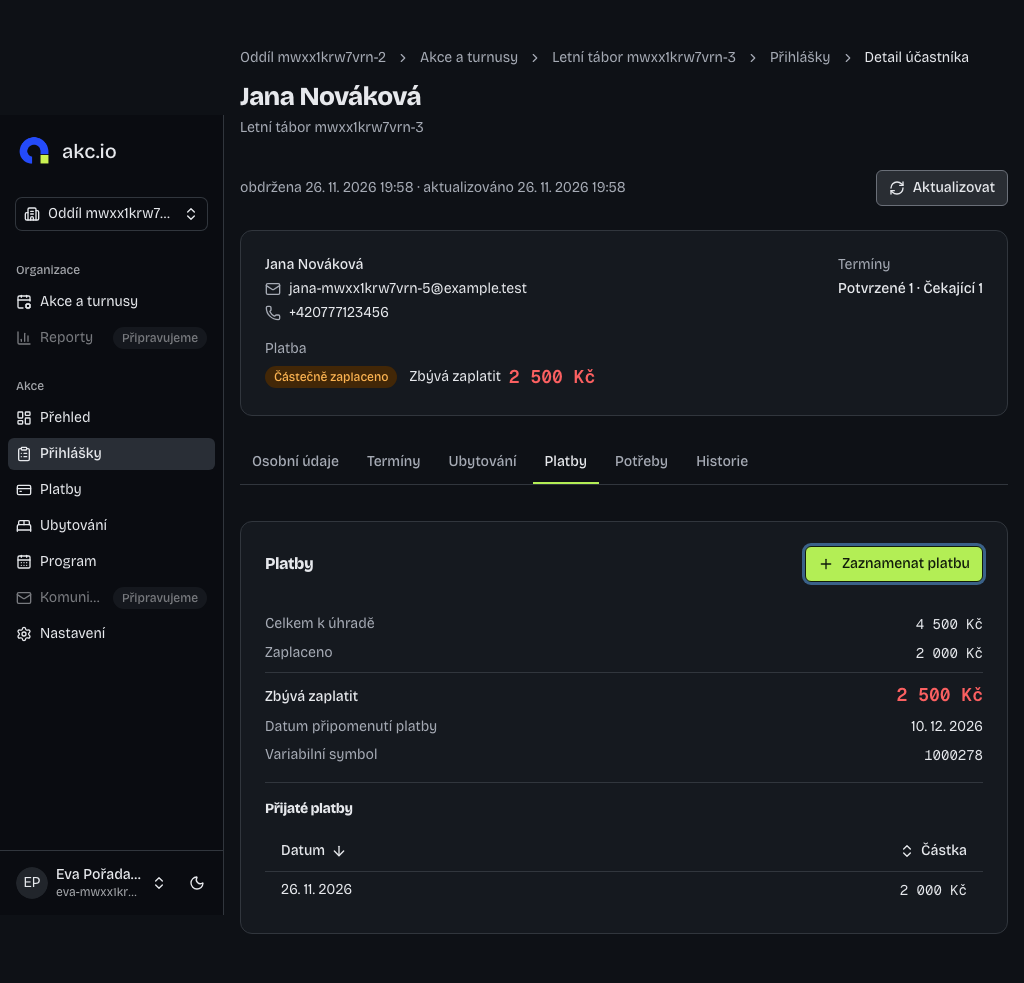 Oddíl mwxx1krw7vrn-2 > Akce a turnusy > Letní tábor mwxx1krw7vrn-3 > Přihlášky > Detail účastníka
Jana Nováková
Letní tábor mwxx1krw7vrn-3
obdržena 26. 11. 2026 19:58 · aktualizováno 26. 11. 2026 19:58
Aktualizovat
akc.io
Oddíl mwxx1krw7...
Organizace
Akce a turnusy
Reporty Připravujeme
Akce
Přehled
Přihlášky
Platby
Ubytování
Program
Komuni... Připravujeme
Nastavení
EP
Eva Pořada...
eva-mwxx1kr...
Jana Nováková
jana-mwxx1krw7vrn-5@example.test
+420777123456
Termíny
Potvrzené 1 · Čekající 1
Platba
Částečně zaplaceno Zbývá zaplatit 2 500 Kč
Osobní údaje Termíny Ubytování Platby Potřeby Historie
Platby
Zaznamenat platbu
Celkem k úhradě 4 500 Kč
Zaplaceno 2 000 Kč
Zbývá zaplatit 2 500 Kč
Datum připomenutí platby 10. 12. 2026
Variabilní symbol 1000278
Přijaté platby
Datum Částka
26. 11. 2026 2 000 Kč